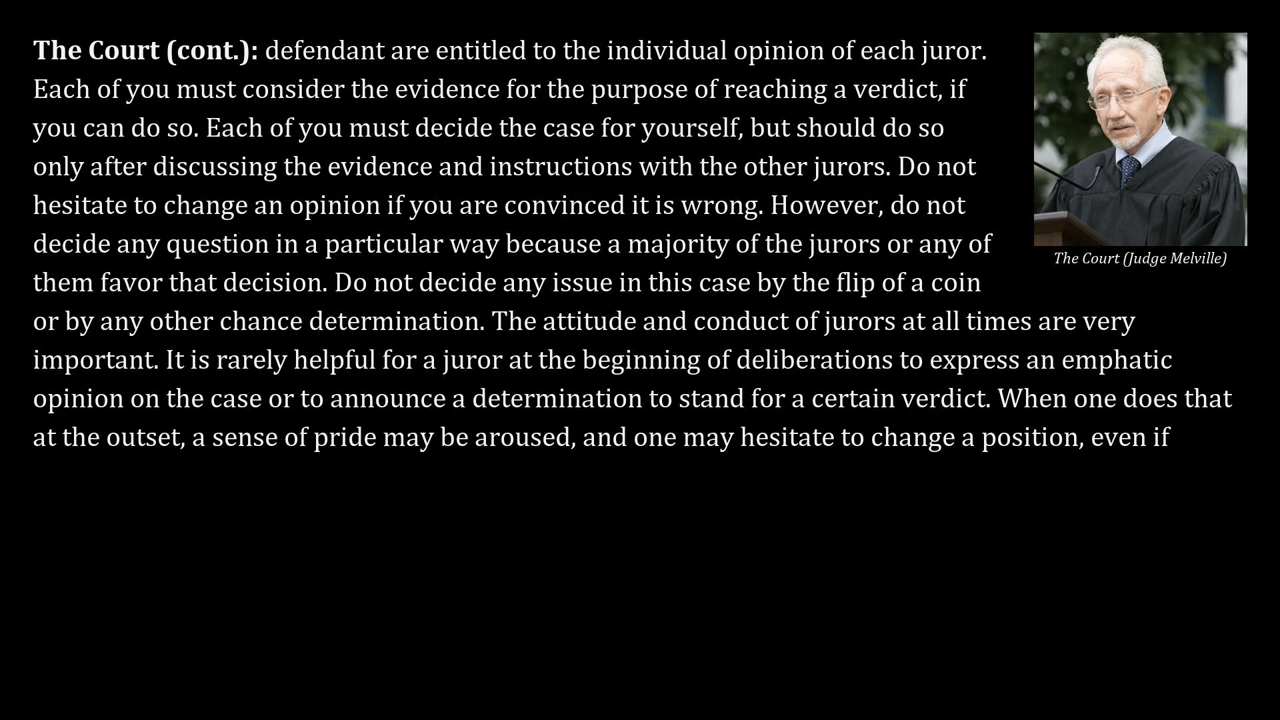 The Court (cont.): defendant are entitled to the individual opinion of each juror.
Each of you must consider the evidence for the purpose of reaching a verdict, if
you can do so. Each of you must decide the case for yourself, but should do so
only after discussing the evidence and instructions with the other jurors. Do not
hesitate to change an opinion if you are convinced it is wrong. However, do not
decide any question in a particular way because a majority of the jurors or any of
them favor that decision. Do not decide any issue in this case by the flip of a coin
or by any other chance determination. The attitude and conduct of jurors at all times are very
important. It is rarely helpful for a juror at the beginning of deliberations to express an emphatic
opinion on the case or to announce a determination to stand for a certain verdict. When one does that
at the outset, a sense of pride may be aroused, and one may hesitate to change a position, even if
The Court (Judge Melville)